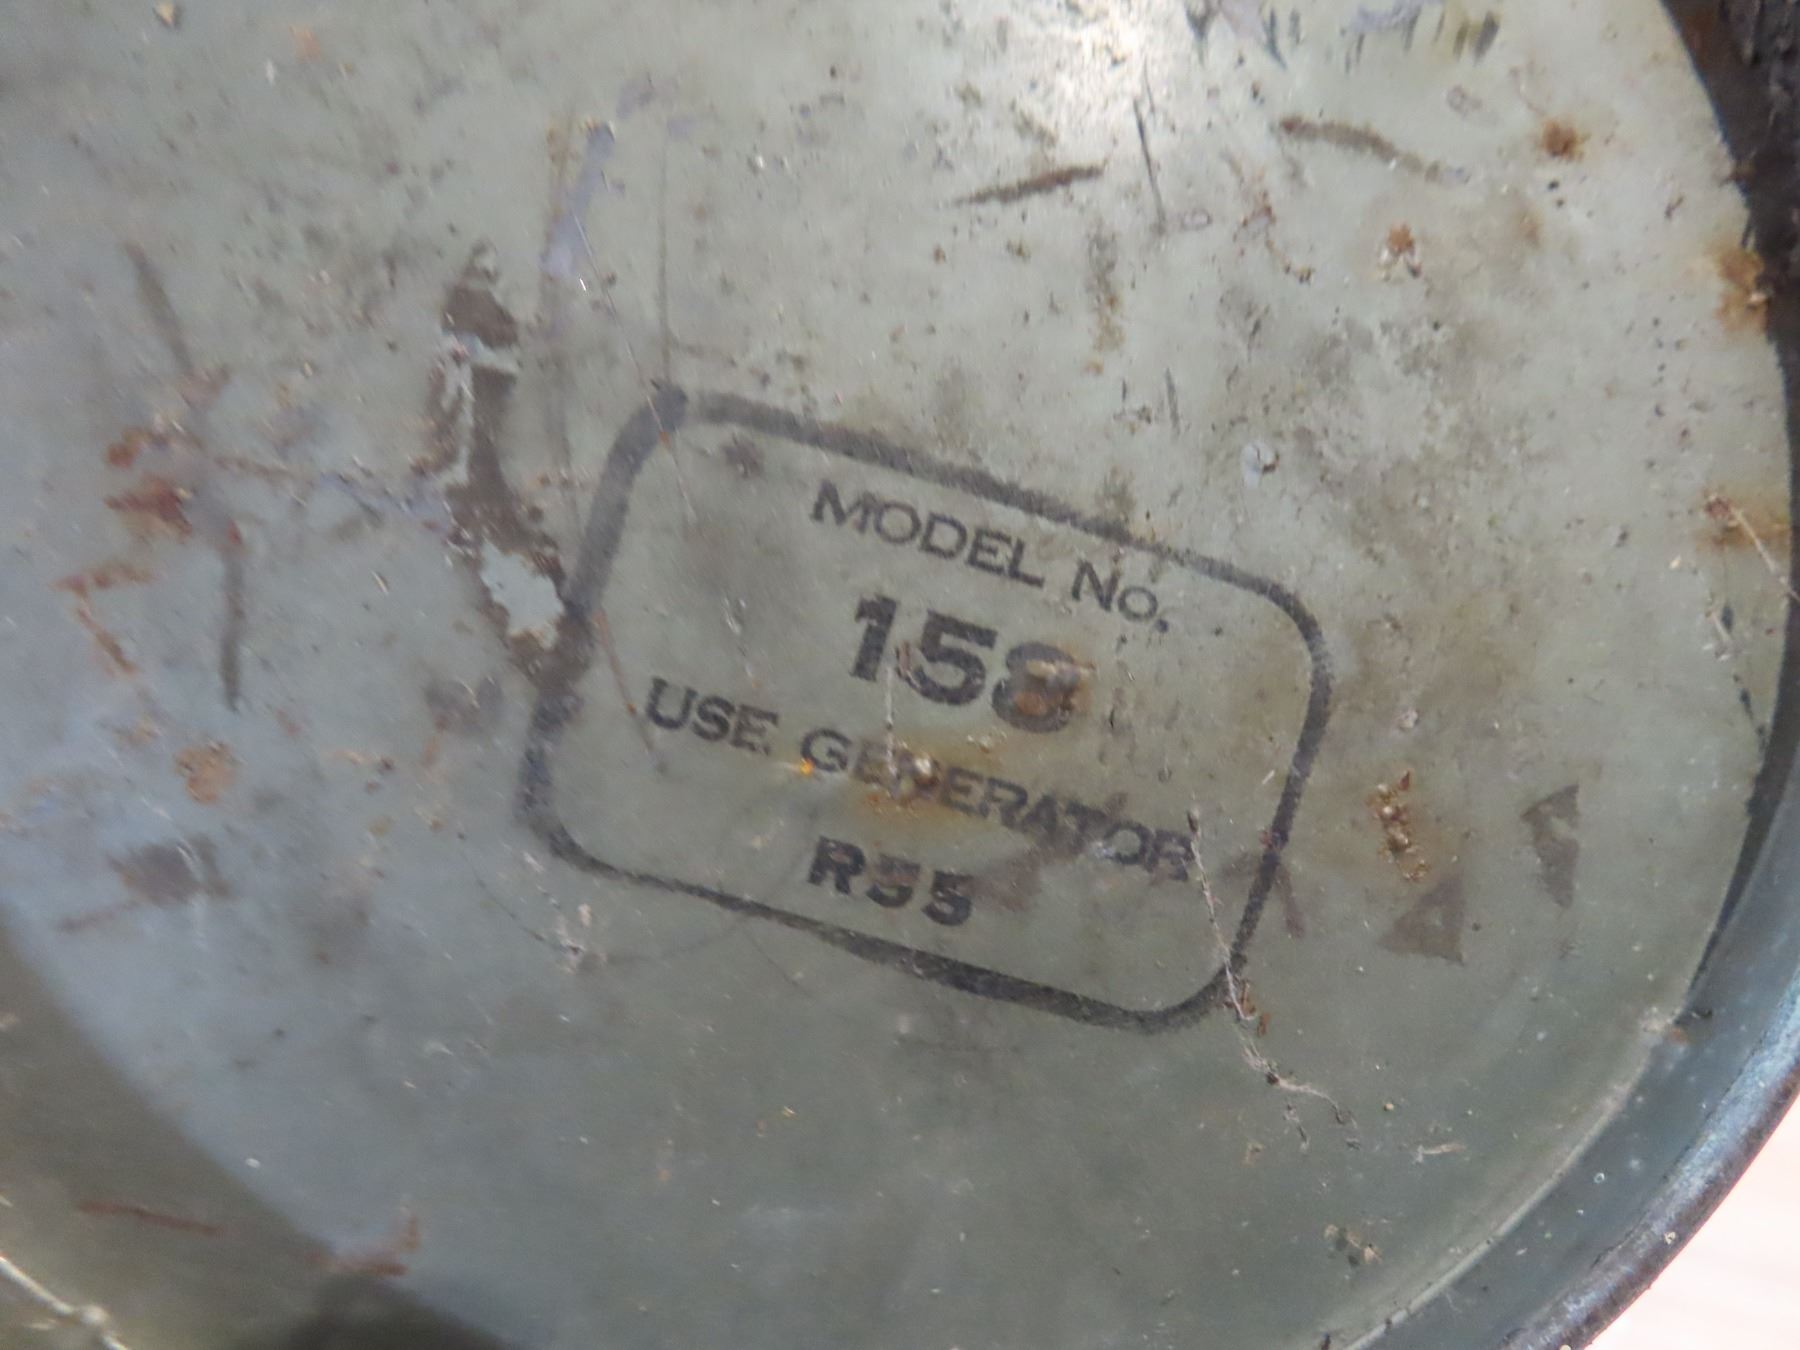 MODEL No.
158
USE GENERATOR
R55